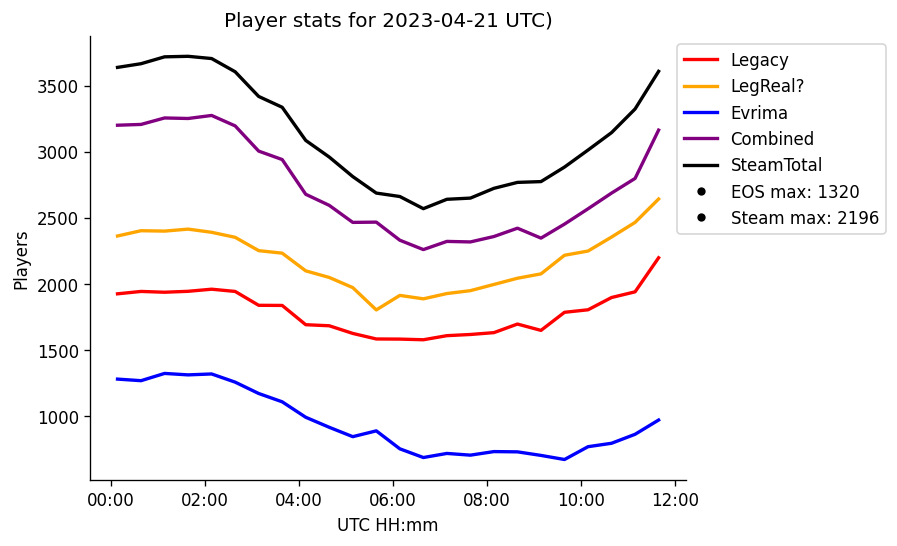 Player stats for 2023-04-21 UTC)
Legacy
LegReal?
Evrima
Combined
SteamTotal
EOS max: 1320
Steam max: 2196
Players
3500
3000
2500
2000
1500
1000
00:00 02:00 04:00 06:00 08:00 10:00 12:00
UTC HH:mm